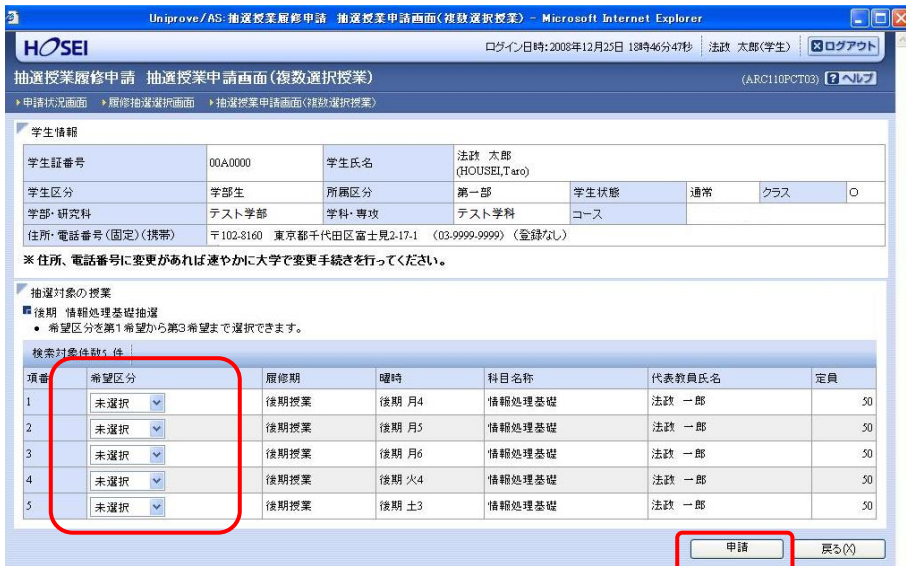 Uniprove/AS:抽選授業履修申請 抽選授業申請画面(複数選択授業) - Microsoft Internet Explorer
HOSEI ログイン日時:2008年12月25日 18時46分47秒 法政 太郎(学生) ログアウト
抽選授業履修申請 抽選授業申請画面(複数選択授業) (ARC110PCT03) ? ヘルプ
申請状況画面 履修抽選選択画面 抽選授業申請画面(複数選択授業)
学生情報
学生証番号 00A0000 学生氏名 法政 太郎
(HOUSEI,Taro)
学生区分 学部生 所属区分 第一部 学生状態 通常 クラス O
学部・研究科 テスト学部 学科・専攻 テスト学科 コース
住所・電話番号(固定)(携帯) 〒102-8160 東京都千代田区富士見2-17-1 (03-9999-9999) (登録なし)
※住所、電話番号に変更があれば速やかに大学で変更手続きを行ってください。
抽選対象の授業
後期 情報処理基礎抽選
• 希望区分を第1希望から第3希望まで選択できます。
検索対象件数5 件
項番 希望区分 履修期 曜時 科目名称 代表教員氏名 定員
1 未選択 後期授業 後期 月4 情報処理基礎 法政 一郎 50
2 未選択 後期授業 後期 月5 情報処理基礎 法政 一郎 50
3 未選択 後期授業 後期 月6 情報処理基礎 法政 一郎 50
4 未選択 後期授業 後期 火4 情報処理基礎 法政 一郎 50
5 未選択 後期授業 後期 土3 情報処理基礎 法政 一郎 50
申請 戻る(X)